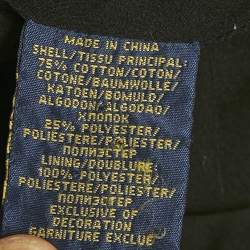 MADE IN CHINA
SHELL/TISSU PRINCIPAL:
75% COTTON/COTON/
COTONE/BAUMWOLLE/
KATOEN/BOMULD/
ALGODON/ALGODAO/
ХЛОПОК
25% POLYESTER/
POLIESTERE/POLIESTER/
ПОЛИЭСТЕР
LINING/DOUBLURE:
100% POLYESTER/
POLIESTERE/POLIESTER/
ПОЛИЭСТЕР
EXCLUSIVE OF
DECORATION
GARNITURE EXCLUE